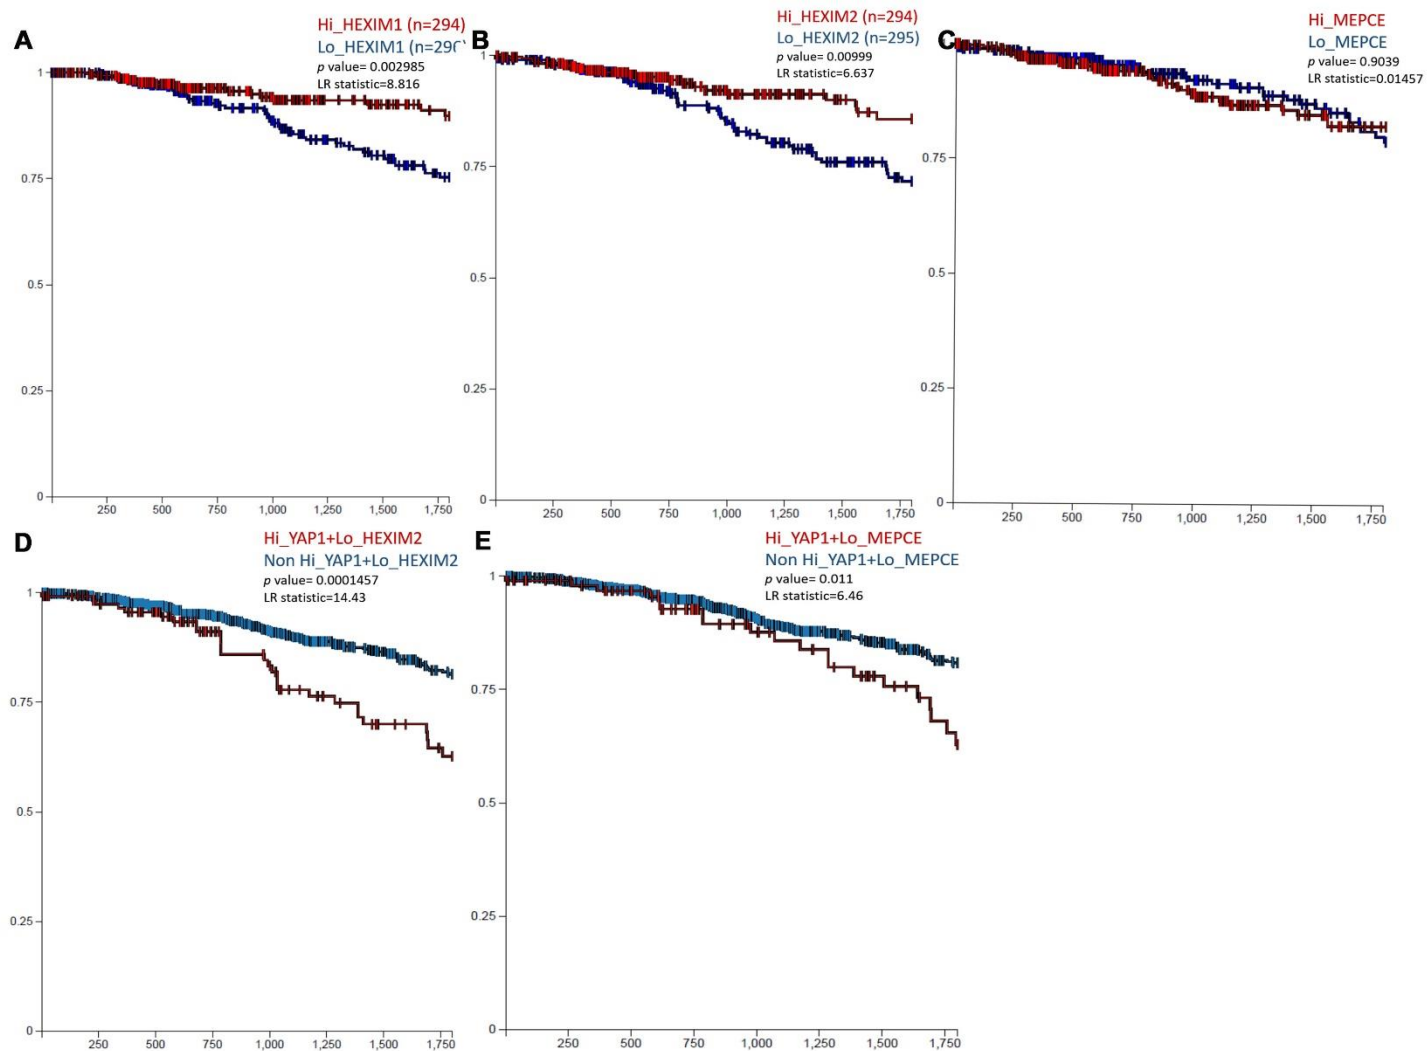 A
Hi_HEXIM1 (n=294)
Lo_HEXIM1
p value= 0.002985
LR statistic=8.816
1
0.75
0.5
0.25
0
250
500
750
1,000
1,250
1,500
1,750
B
Hi_HEXIM2 (n=294)
Lo_HEXIM2 (n=295)
p value= 0.00999
LR statistic=6.637
1
0.75
0.5
0.25
0
250
500
750
1,000
1,250
1,500
1,750
C
Hi_MEPCE
Lo_MEPCE
p value= 0.9039
LR statistic=0.01457
0.75
0.5
0.25
0
250
500
750
1,000
1,250
1,500
1,750
D
Hi_YAP1+Lo_HEXIM2
Non Hi_YAP1+Lo_HEXIM2
p value= 0.0001457
LR statistic=14.43
1
0.75
0.5
0.25
0
250
500
750
1,000
1,250
1,500
1,750
E
Hi_YAP1+Lo_MEPCE
Non Hi_YAP1+Lo_MEPCE
p value= 0.011
LR statistic=6.46
1
0.75
0.5
0.25
0
250
500
750
1,000
1,250
1,500
1,750